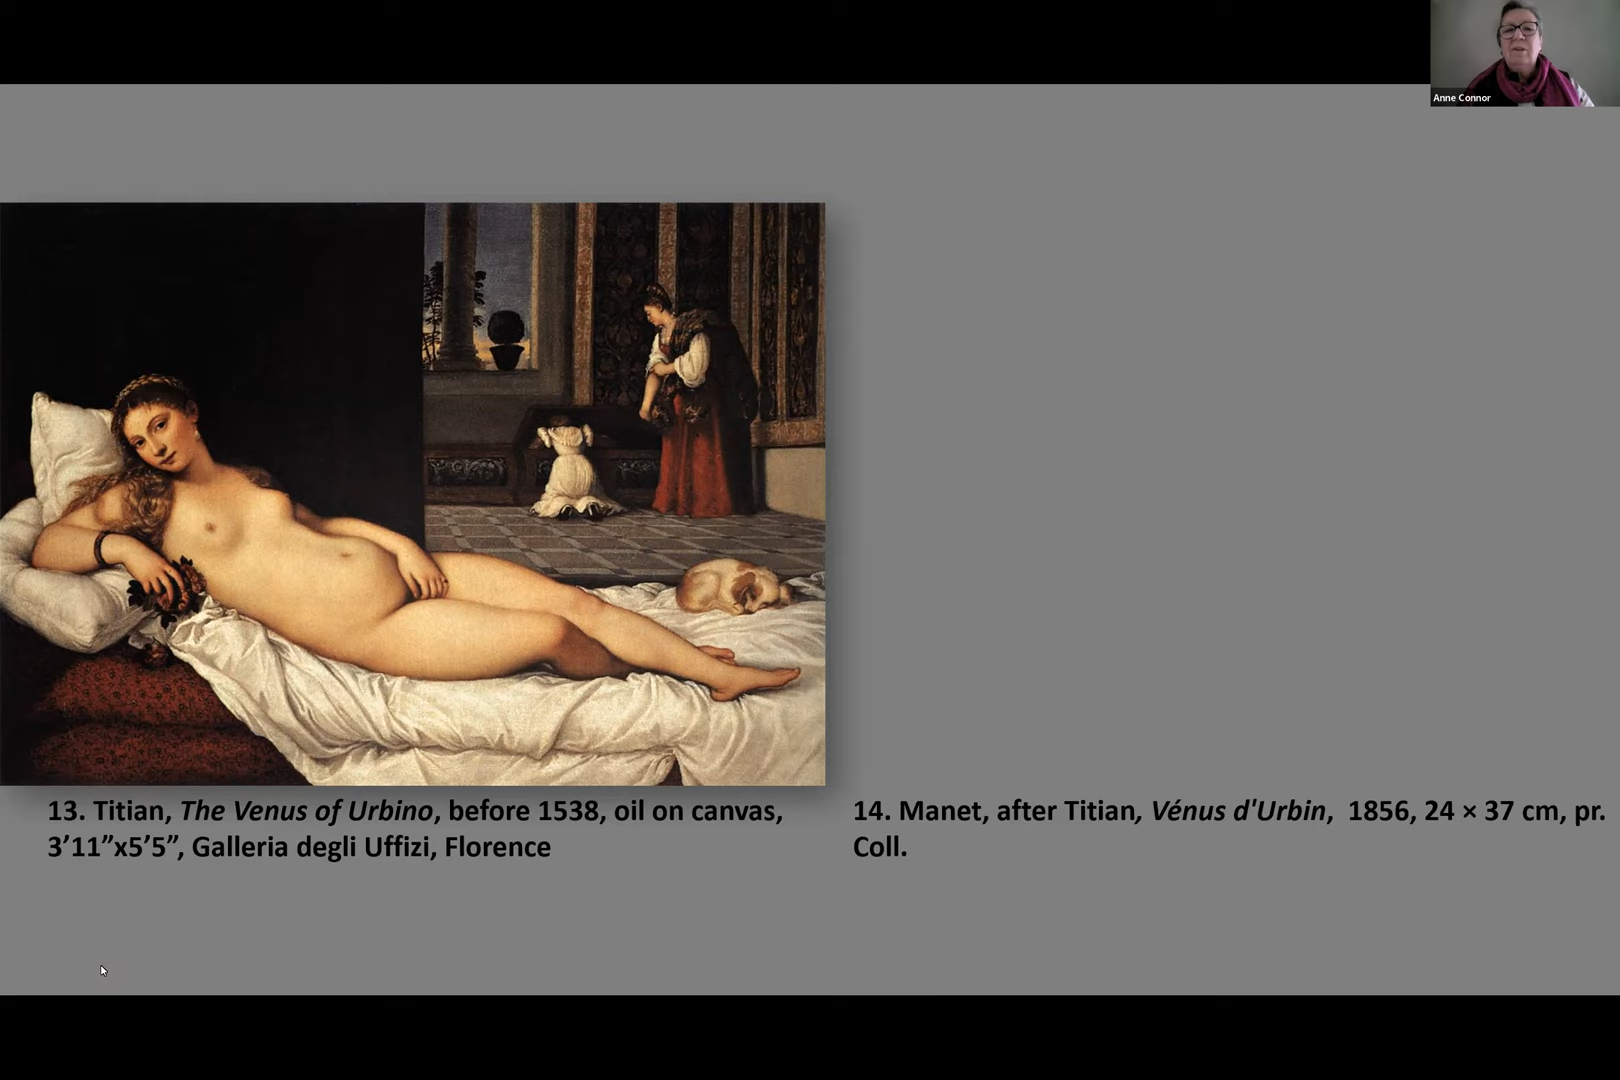 Anne Connor
13. Titian, The Venus of Urbino, before 1538, oil on canvas,
3’11”x5’5”, Galleria degli Uffizi, Florence
14. Manet, after Titian, Vénus d'Urbin, 1856, 24 × 37 cm, pr.
Coll.